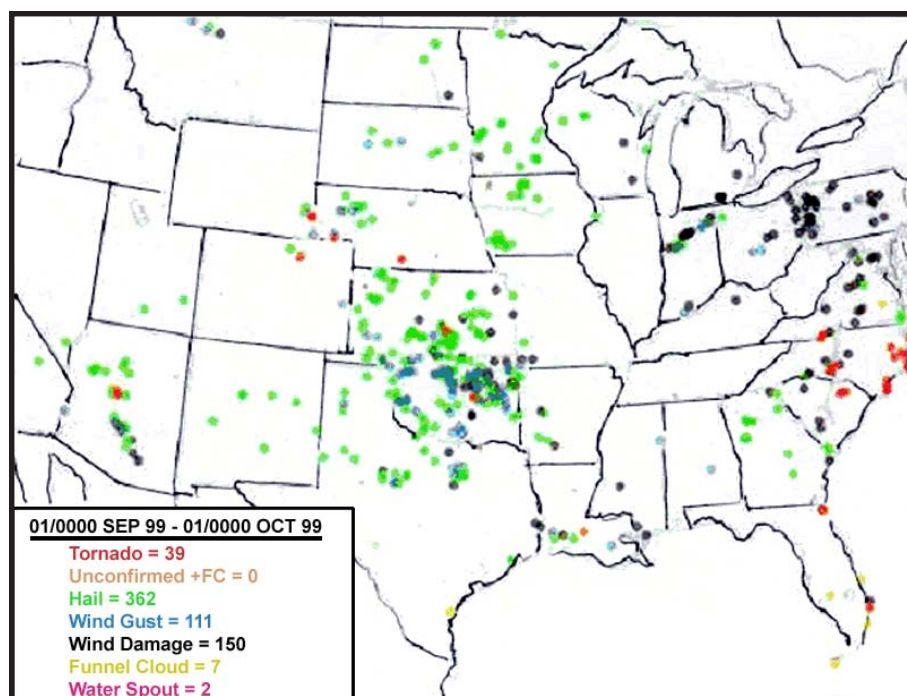 01/0000 SEP 99 - 01/0000 OCT 99
Tornado = 39
Unconfirmed +FC = 0
Hail = 362
Wind Gust = 111
Wind Damage = 150
Funnel Cloud = 7
Water Spout = 2